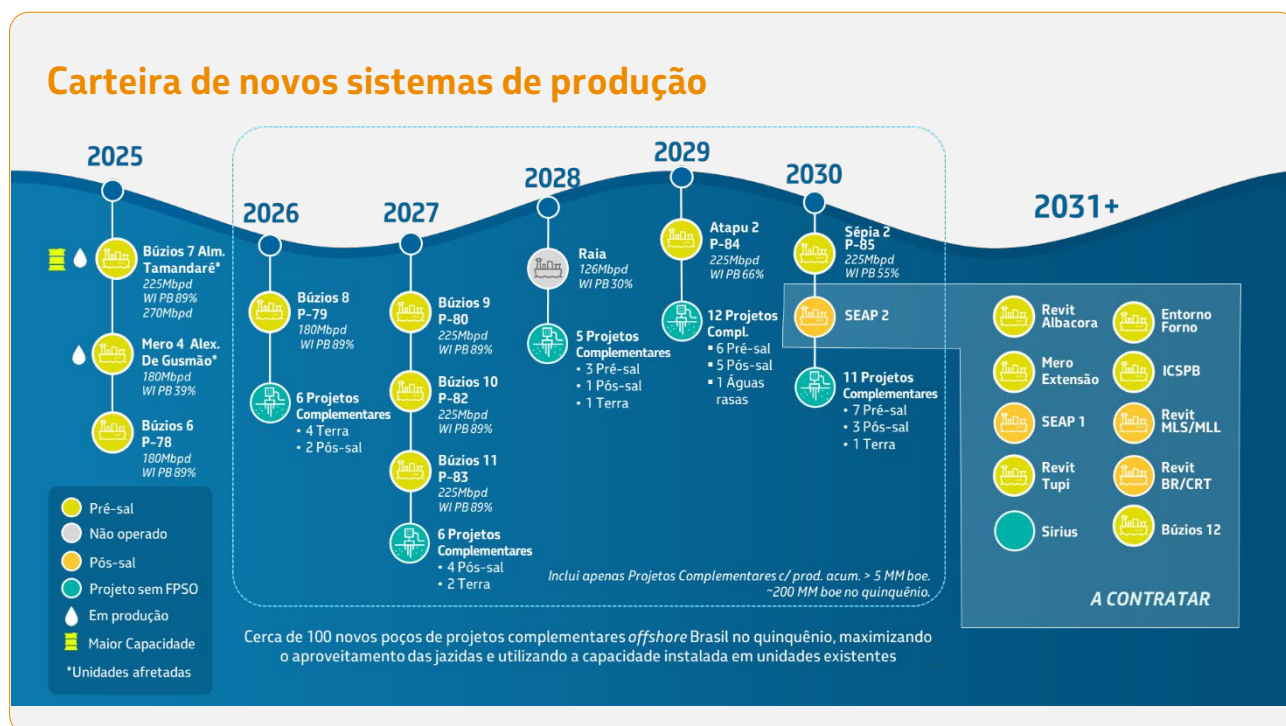 Carteira de novos sistemas de produção
2025
Búzios 7 Alm.
Tamandaré*
225Mbpd
WI PB 89%
270Mbpd
Mero 4 Alex.
De Gusmão*
180Mbpd
WI PB 39%
Búzios 6
P-78
180Mbpd
WI PB 89%
2026
Búzios 8
P-79
180Mbpd
WI PB 89%
6 Projetos
Complementares
• 4 Terra
• 2 Pós-sal
2027
Búzios 9
P-80
225Mbpd
WI PB 89%
Búzios 10
P-82
225Mbpd
WI PB 89%
Búzios 11
P-83
225Mbpd
WI PB 89%
6 Projetos
Complementares
• 4 Pós-sal
• 2 Terra
2028
Raia
126Mbpd
WI PB 30%
5 Projetos
Complementares
• 3 Pré-sal
• 1 Pós-sal
• 1 Terra
2029
Atapu 2
P-84
225Mbpd
WI PB 66%
12 Projetos
Compl.
▪ 6 Pré-sal
▪ 5 Pós-sal
▪ 1 Águas
rasas
2030
Sépia 2
P-85
225Mbpd
WI PB 55%
SEAP 2
11 Projetos
Complementares
• 7 Pré-sal
• 3 Pós-sal
• 1 Terra
2031+
Revit
Albacora
Mero
Extensão
SEAP 1
Revit
Tupi
Sirius
Entorno
Forno
ICSPB
Revit
MLS/MLL
Revit
BR/CRT
Búzios 12
A CONTRATAR
Pré-sal
Não operado
Pós-sal
Projeto sem FPSO
Em produção
Maior Capacidade
*Unidades afretadas
Inclui apenas Projetos Complementares c/ prod. acum. > 5 MM boe.
~200 MM boe no quinquênio.
Cerca de 100 novos poços de projetos complementares offshore Brasil no quinquênio, maximizando
o aproveitamento das jazidas e utilizando a capacidade instalada em unidades existentes